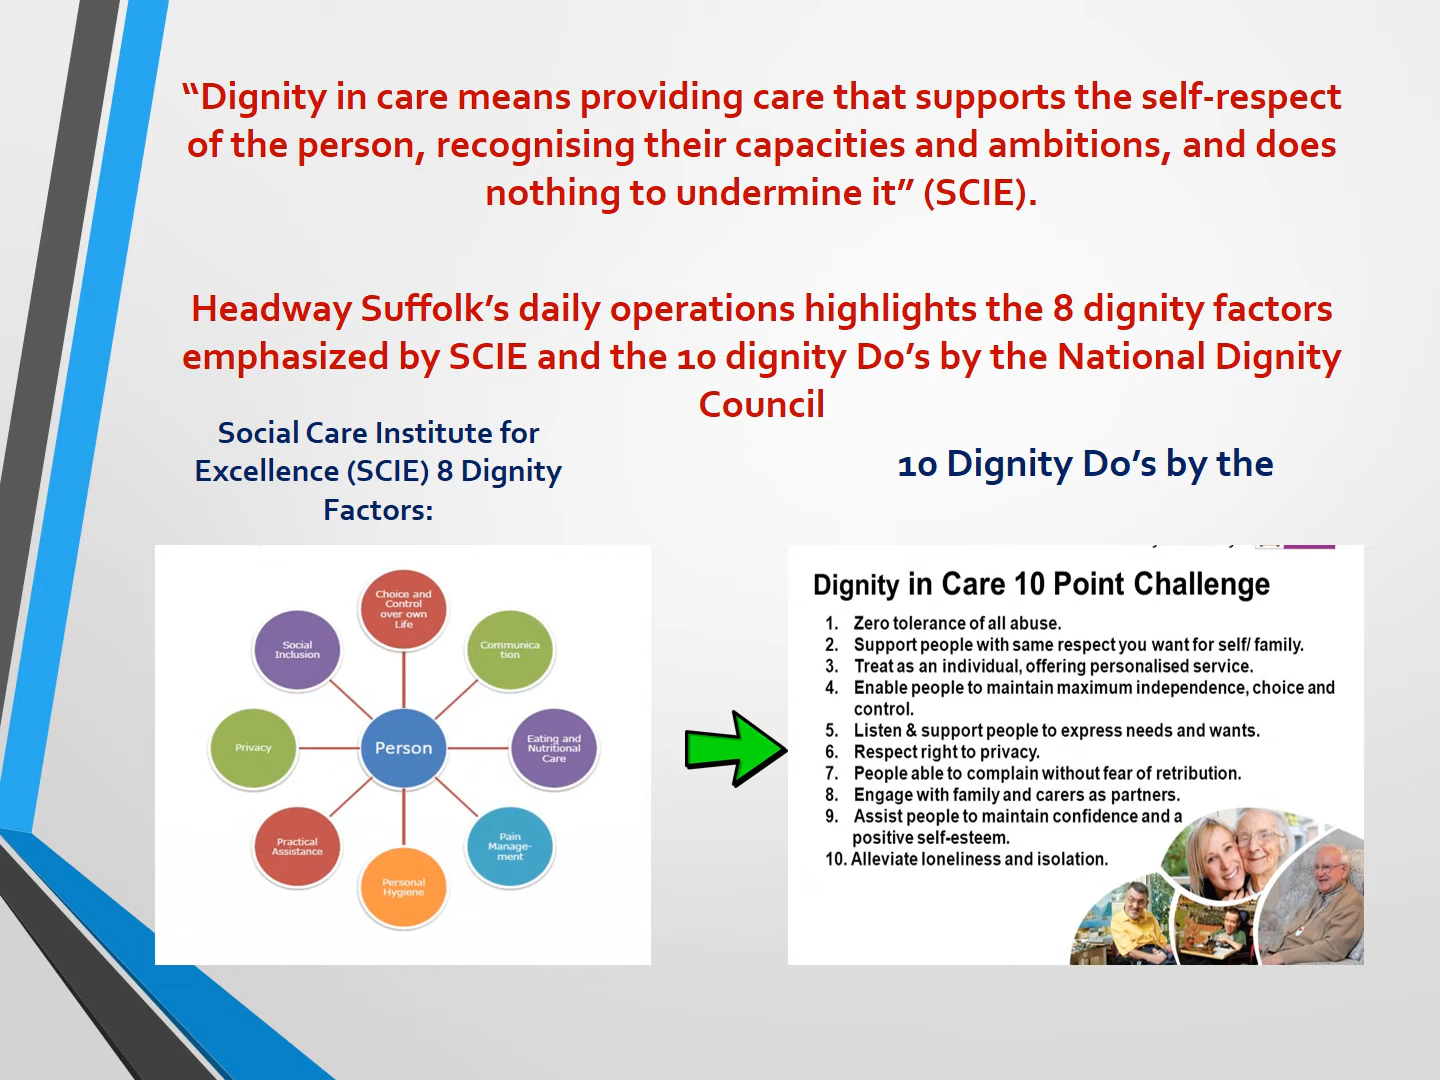 “Dignity in care means providing care that supports the self-respect
of the person, recognising their capacities and ambitions, and does
nothing to undermine it” (SCIE).
Headway Suffolk’s daily operations highlights the 8 dignity factors
emphasized by SCIE and the 10 dignity Do’s by the National Dignity
Council
Social Care Institute for
Excellence (SCIE) 8 Dignity
Factors:
10 Dignity Do’s by the
Choice and
Control
over own
Life
Communica
tion
Eating and
Nutritional
Care
Pain
Manage-
ment
Personal
Hygiene
Practical
Assistance
Privacy
Social
Inclusion
Person
Dignity in Care 10 Point Challenge
1. Zero tolerance of all abuse.
2. Support people with same respect you want for self/ family.
3. Treat as an individual, offering personalised service.
4. Enable people to maintain maximum independence, choice and
control.
5. Listen & support people to express needs and wants.
6. Respect right to privacy.
7. People able to complain without fear of retribution.
8. Engage with family and carers as partners.
9. Assist people to maintain confidence and a
positive self-esteem.
10. Alleviate loneliness and isolation.